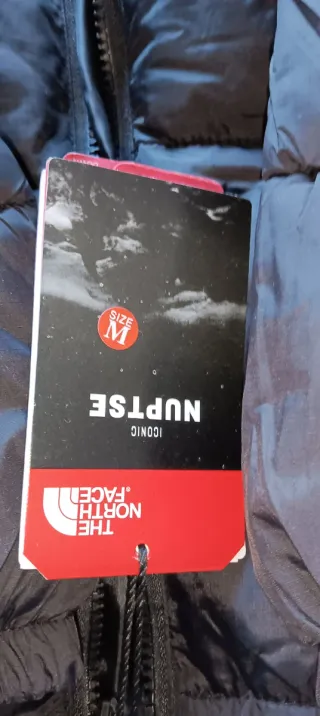 THE
NORTH
FACE®
ICONIC
NUPTSE
SIZE
M